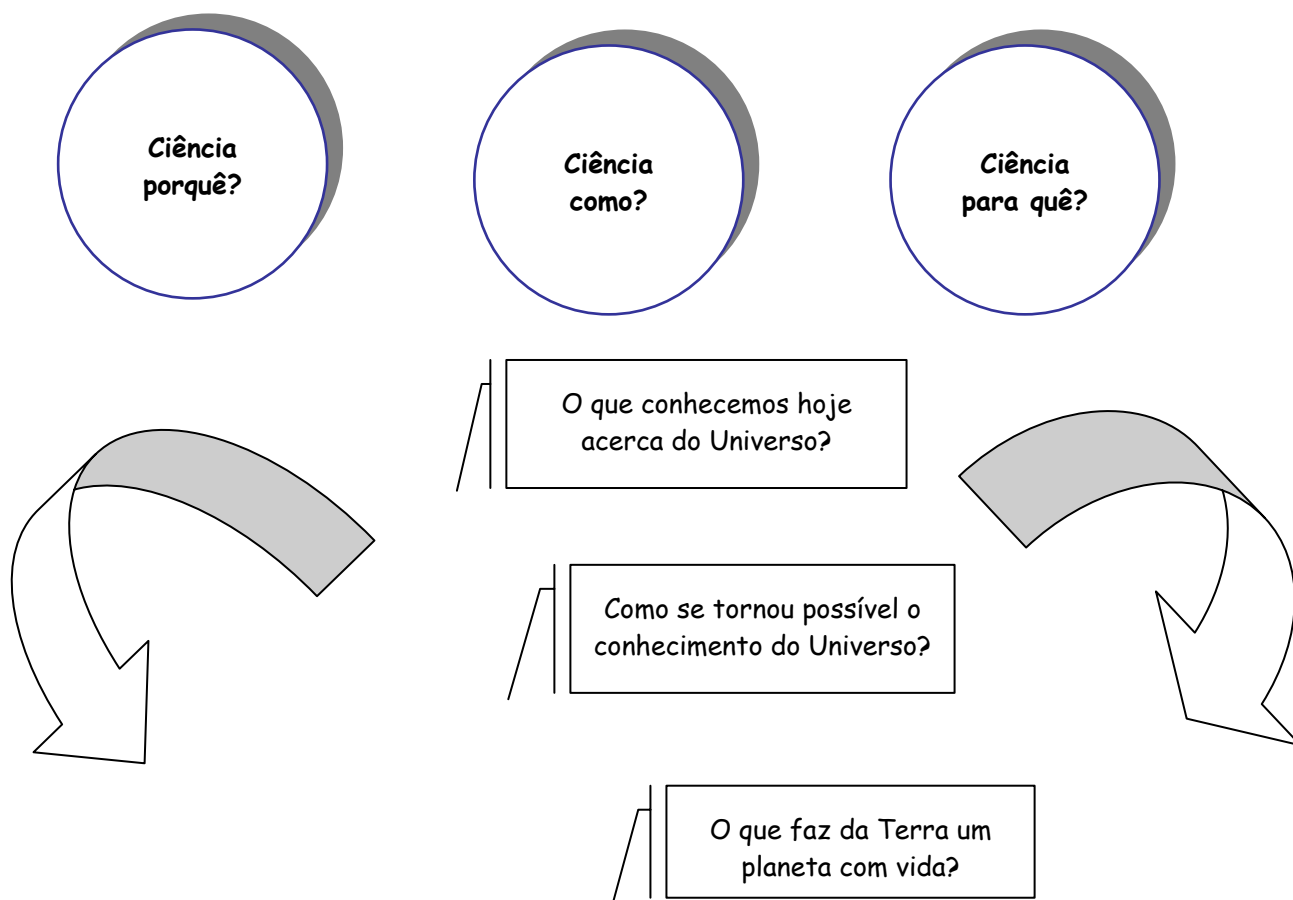 Ciência
porquê?
Ciência
como?
Ciência
para quê?
O que conhecemos hoje
acerca do Universo?
Como se tornou possível o
conhecimento do Universo?
O que faz da Terra um
planeta com vida?